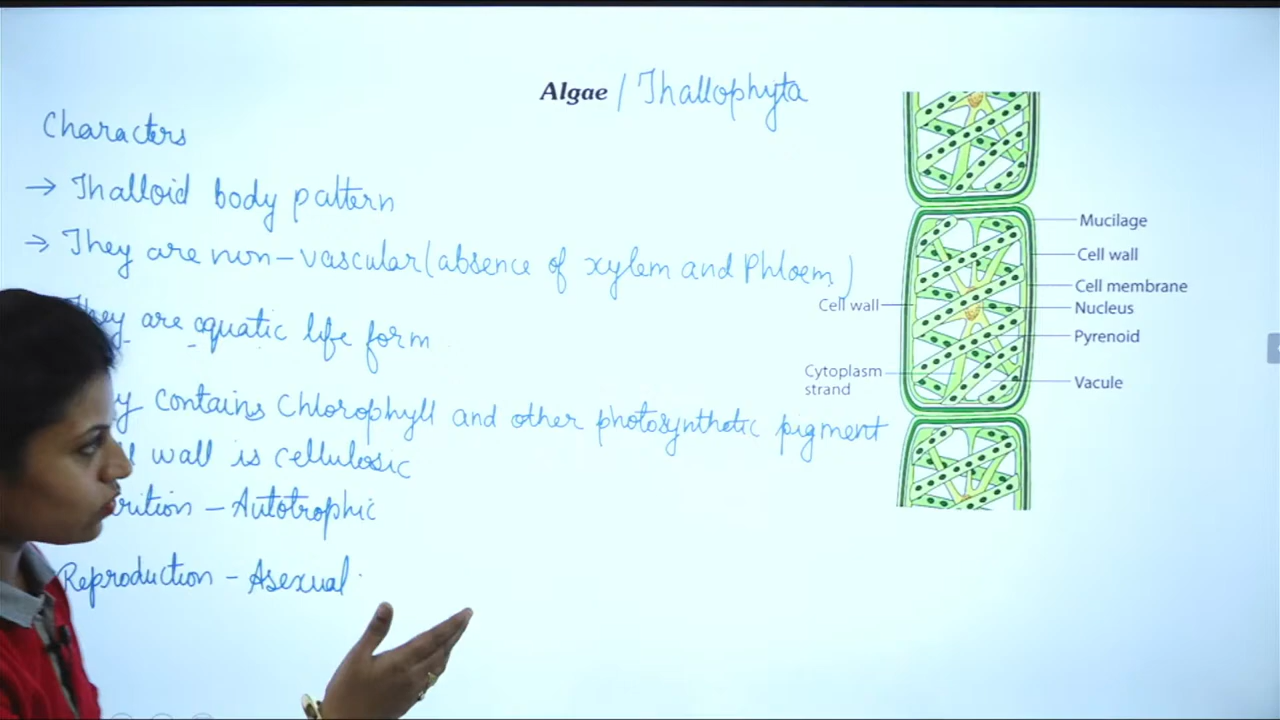 Algae / Thallophyta
Characters
→ Thalloid body pattern
→ They are non-vascular (absence of xylem and Phloem)
are aquatic life form
contains Chlorophyll and other photosynthetic pigment
wall is cellulosic
– Autotrophic
Reproduction – Asexual
Mucilage
Cell wall
Cell membrane
Nucleus
Pyrenoid
Vacule
Cell wall
Cytoplasm
strand